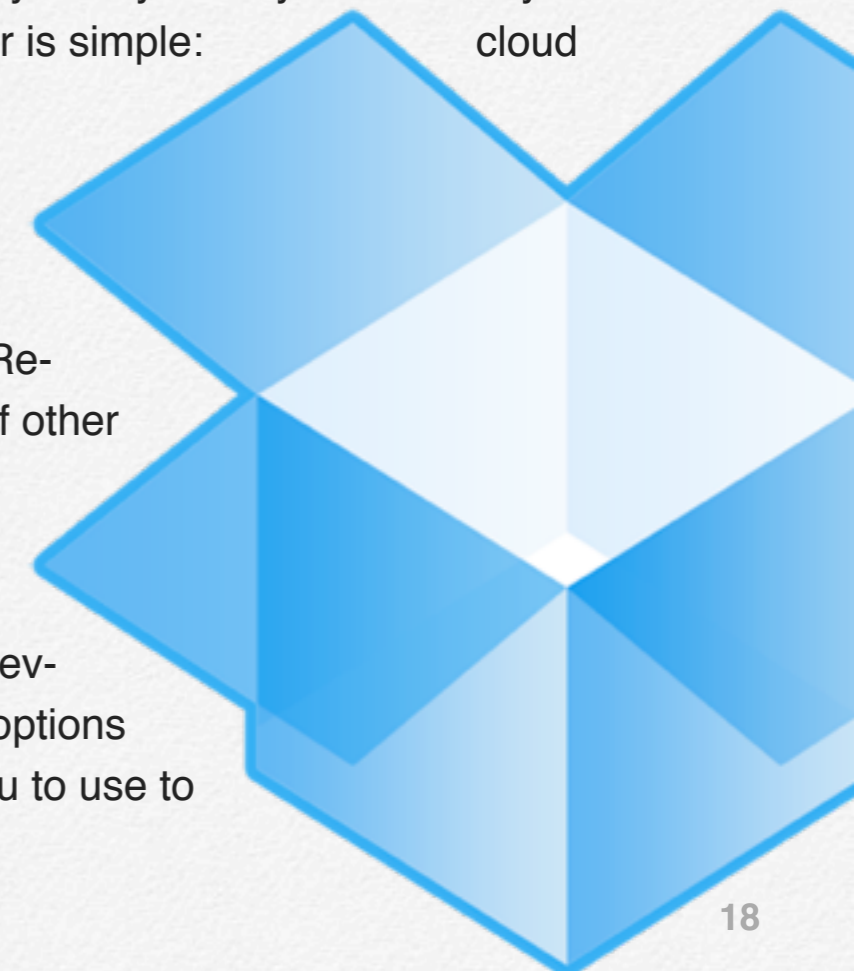 r is simple:
cloud
Re-
f other
ev-
options
u to use to
18